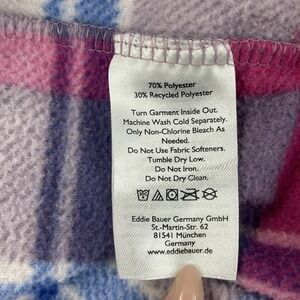 70% Polyester
30% Recycled Polyester
Turn Garment Inside Out.
Machine Wash Cold Separately.
Only Non-Chlorine Bleach As
Needed.
Do Not Use Fabric Softeners.
Tumble Dry Low.
Do Not Iron.
Do Not Dry Clean.
Eddie Bauer Germany GmbH
St.-Martin-Str. 62
81541 München
Germany
www.eddiebauer.de